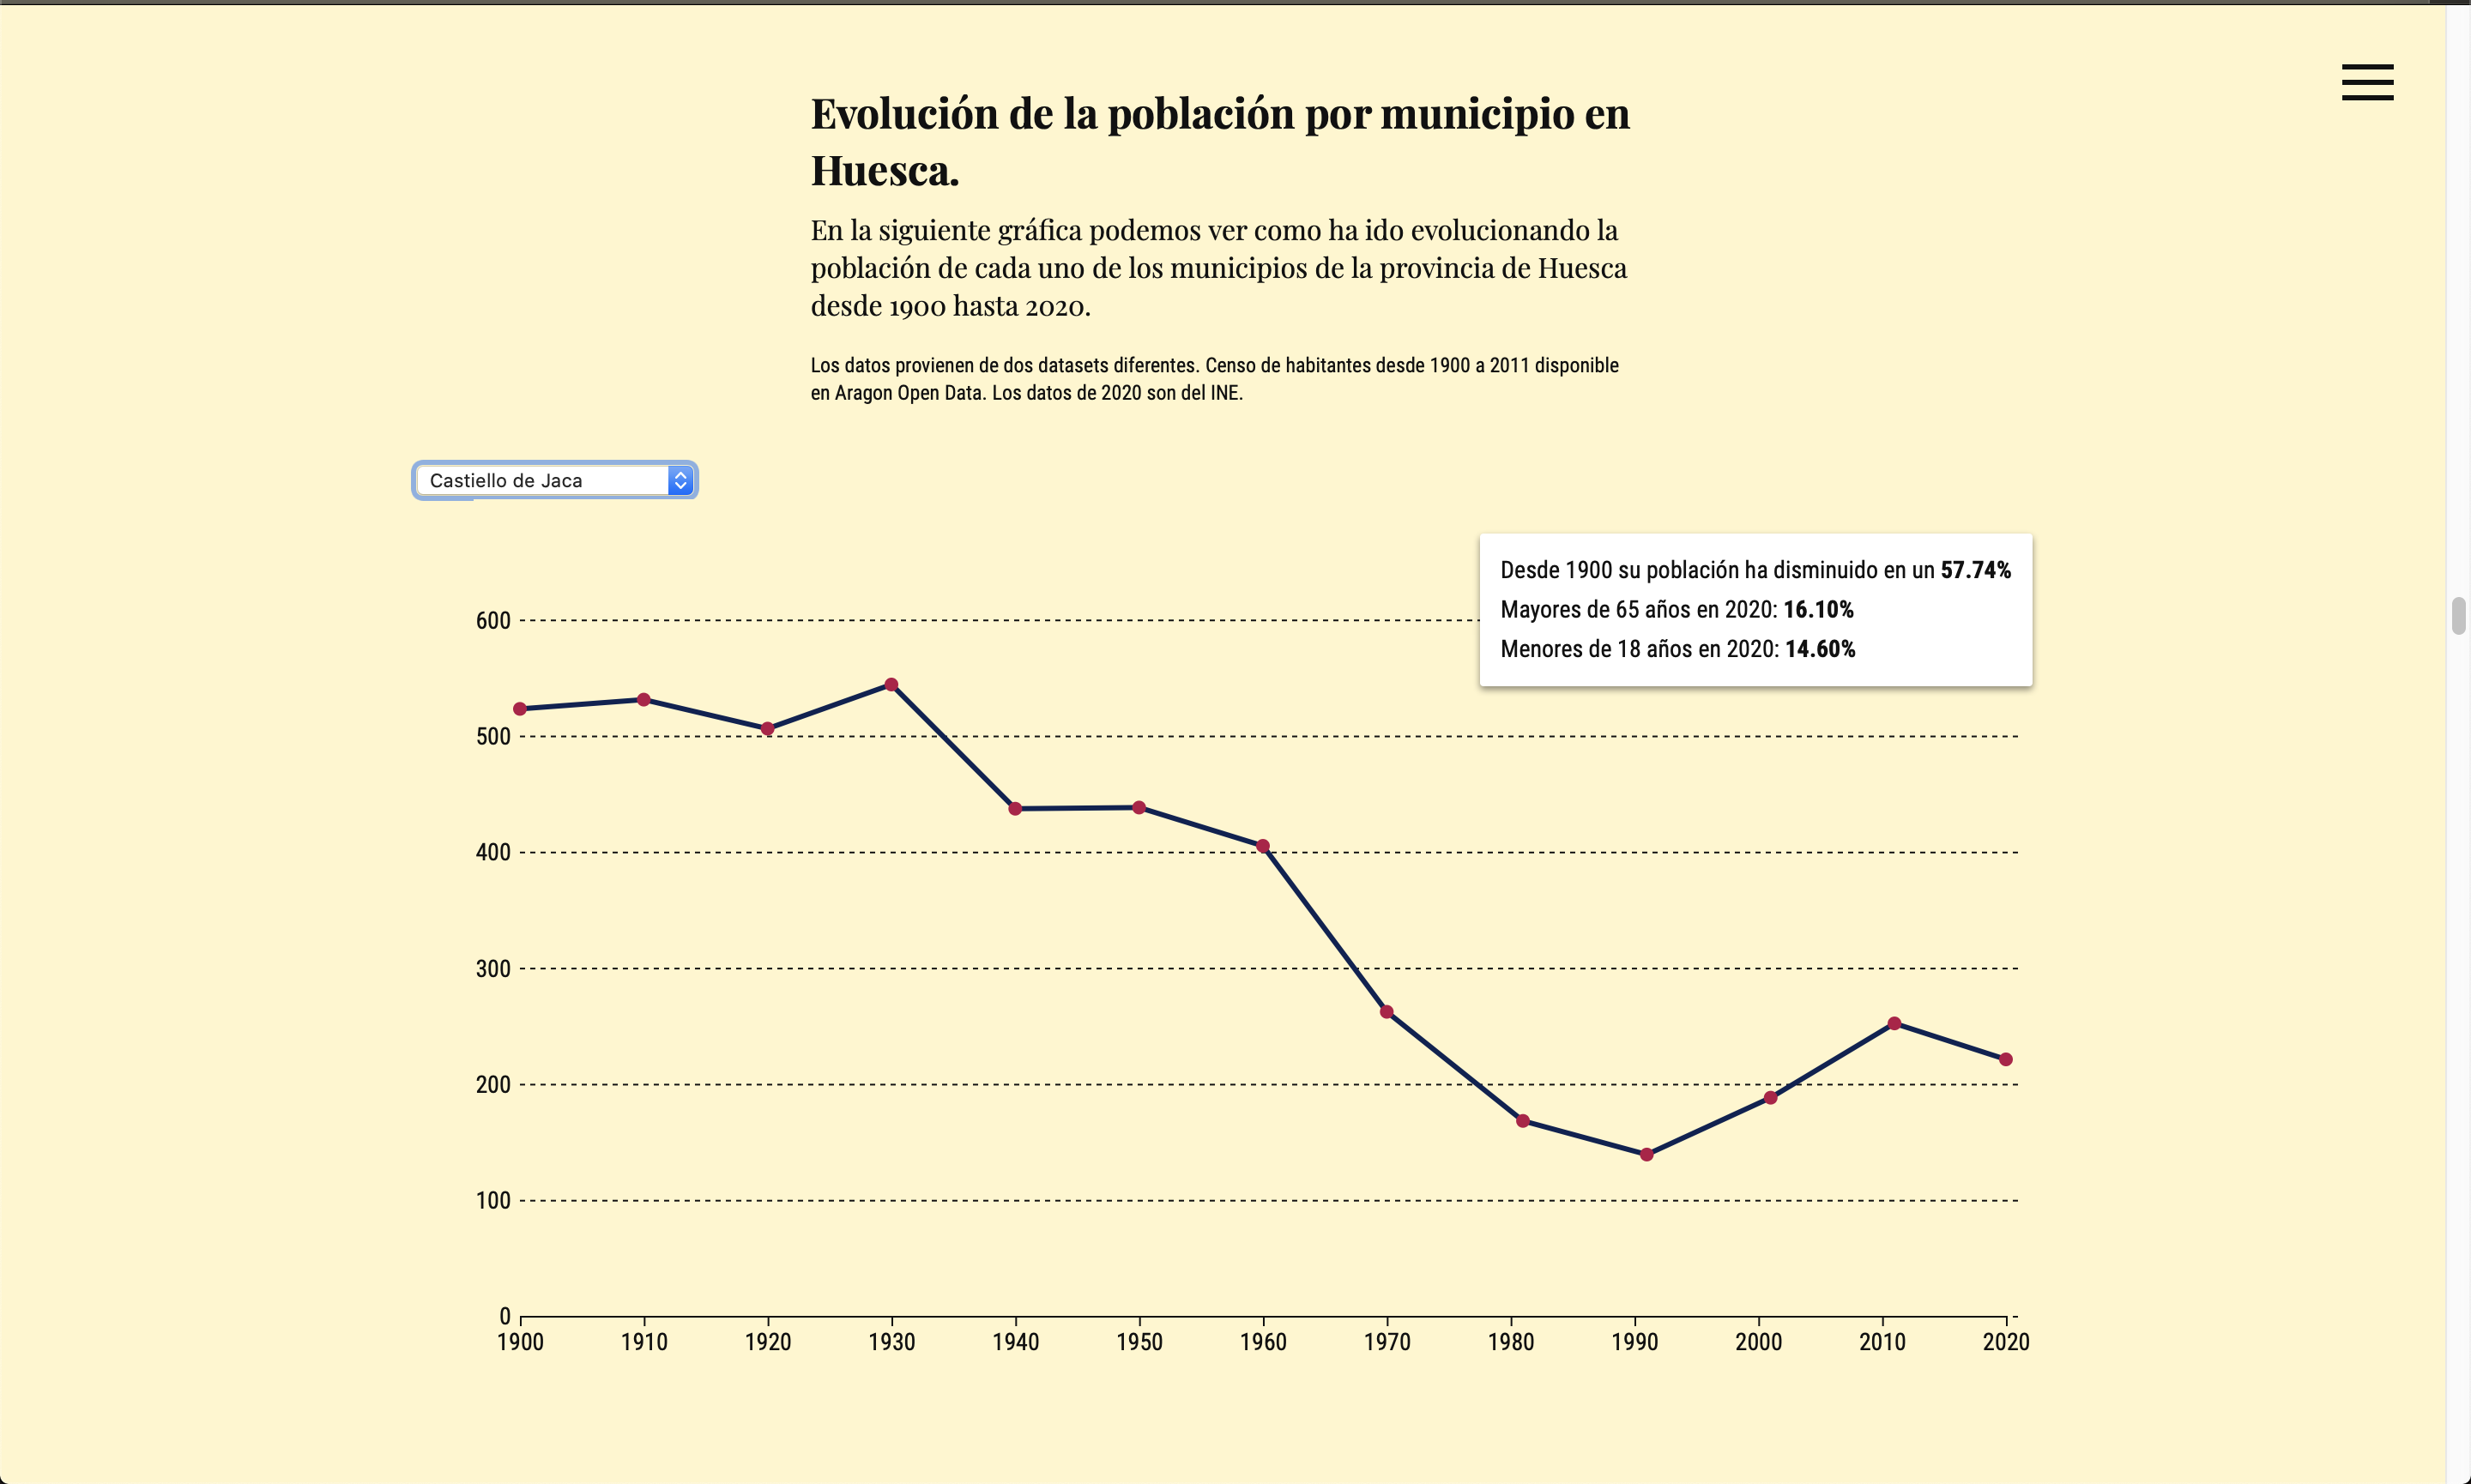 Evolución de la población por municipio en
Huesca.
En la siguiente gráfica podemos ver como ha ido evolucionando la
población de cada uno de los municipios de la provincia de Huesca
desde 1900 hasta 2020.
Los datos provienen de dos datasets diferentes. Censo de habitantes desde 1900 a 2011 disponible
en Aragon Open Data. Los datos de 2020 son del INE.
Castiello de Jaca
Desde 1900 su población ha disminuido en un 57.74%
Mayores de 65 años en 2020: 16.10%
Menores de 18 años en 2020: 14.60%
600
500
400
300
200
100
0
1900 1910 1920 1930 1940 1950 1960 1970 1980 1990 2000 2010 2020